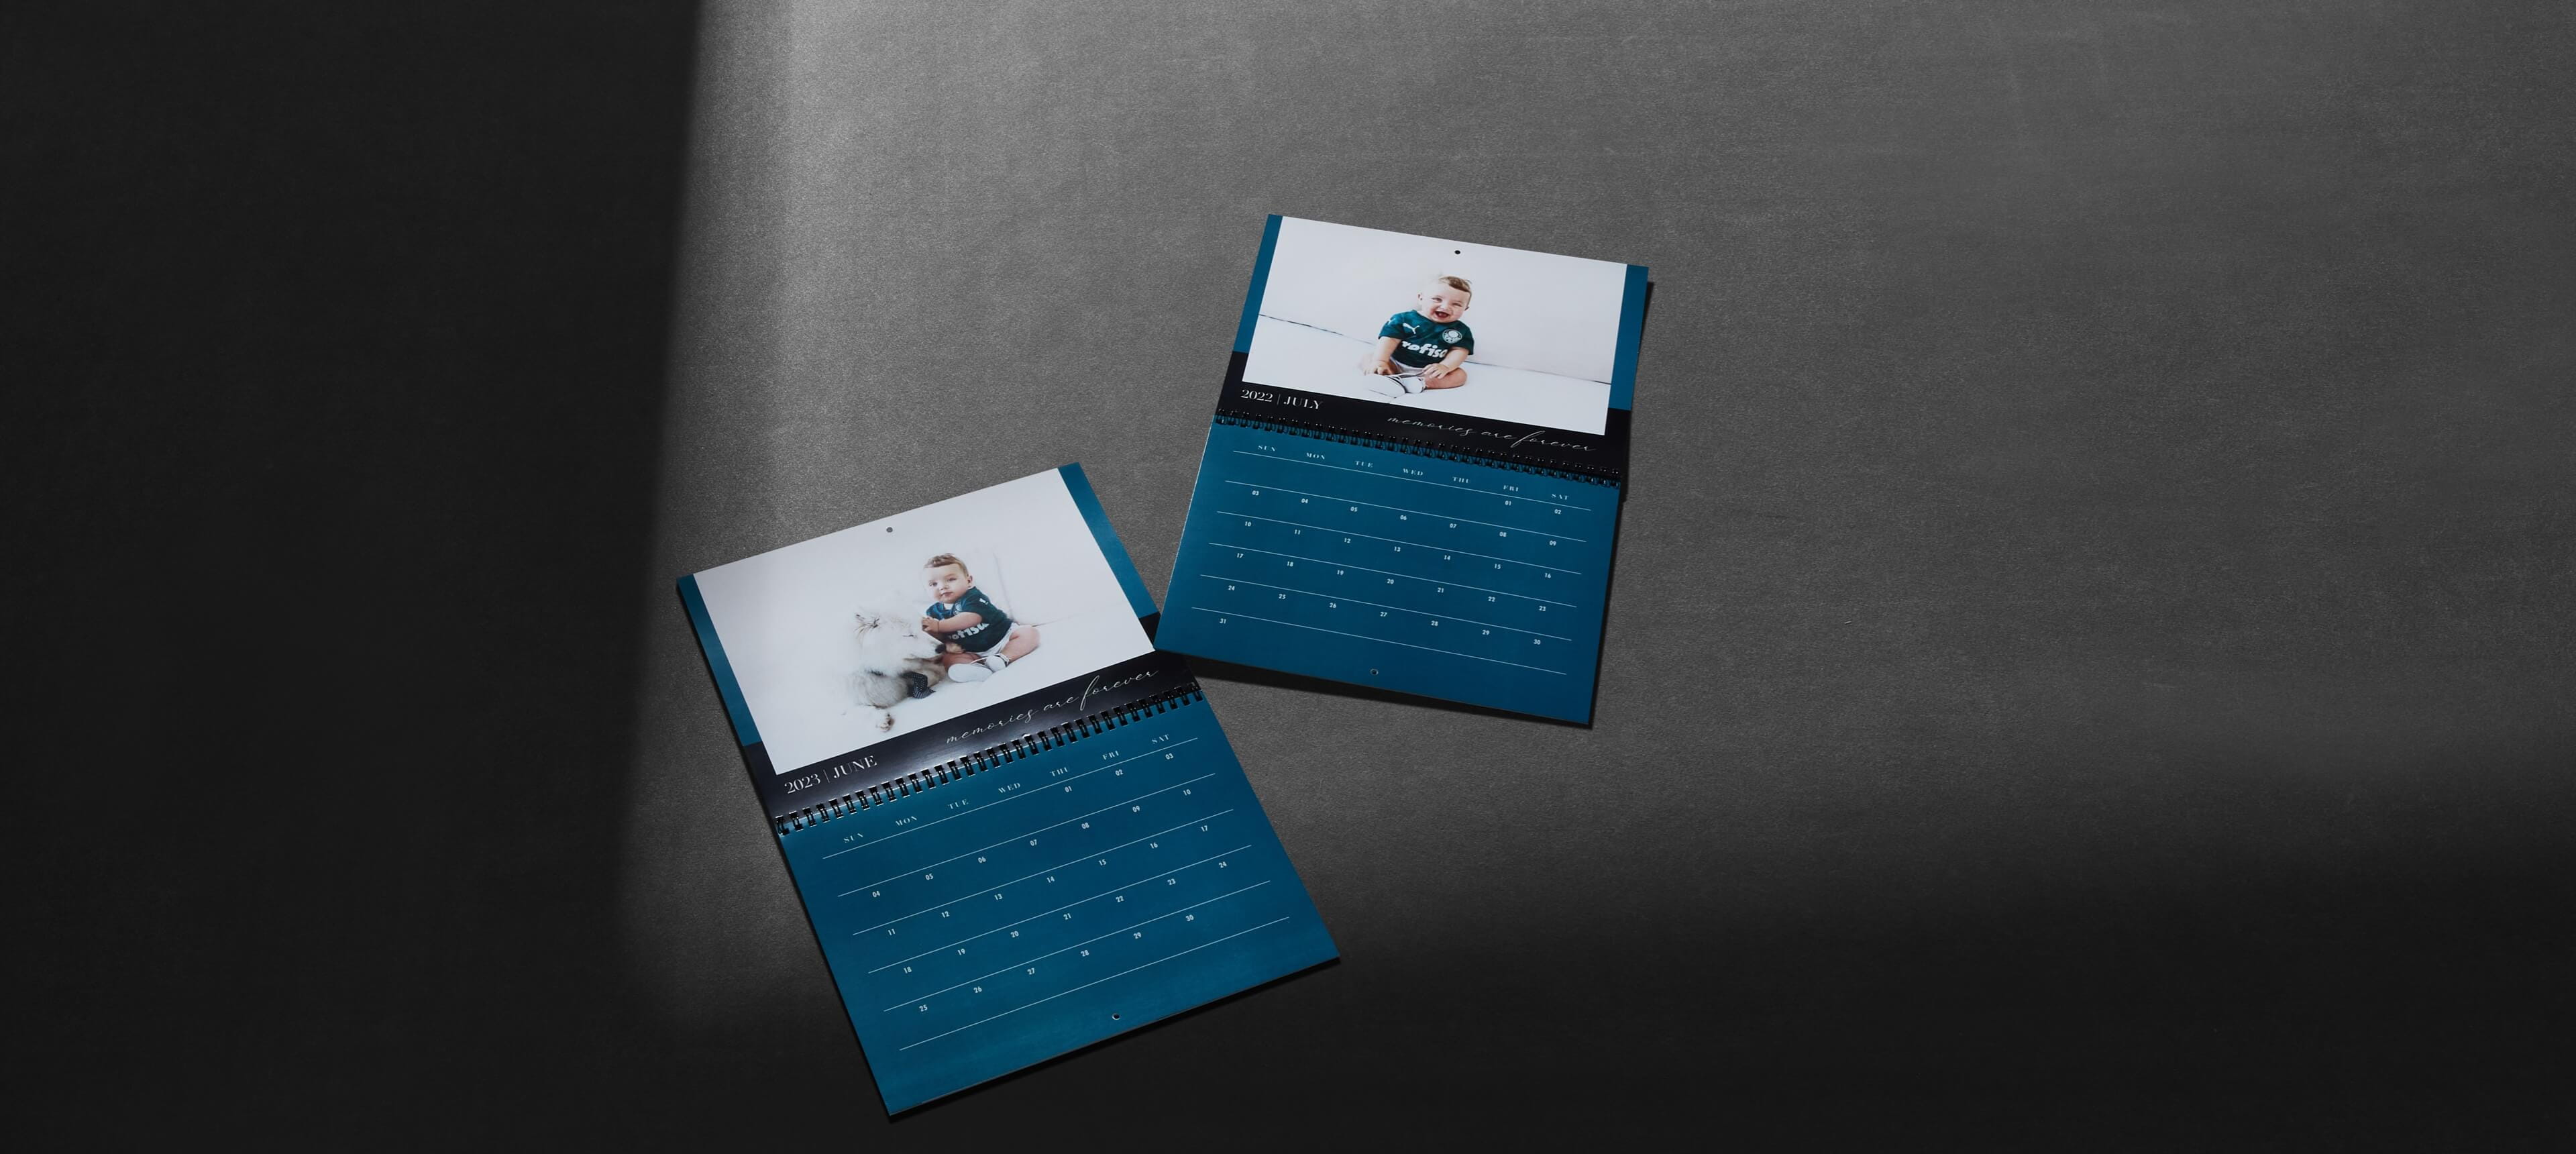 2022 | JULY
memories are forever
SUN MON TUE WED THU FRI SAT
01 02
03 04 05 06 07 08 09
10 11 12 13 14 15 16
17 18 19 20 21 22 23
24 25 26 27 28 29 30
31
2023 | JUNE
memories are forever
SUN MON TUE WED THU FRI SAT
01 02 03
04 05 06 07 08 09 10
11 12 13 14 15 16 17
18 19 20 21 22 23 24
25 26 27 28 29 30